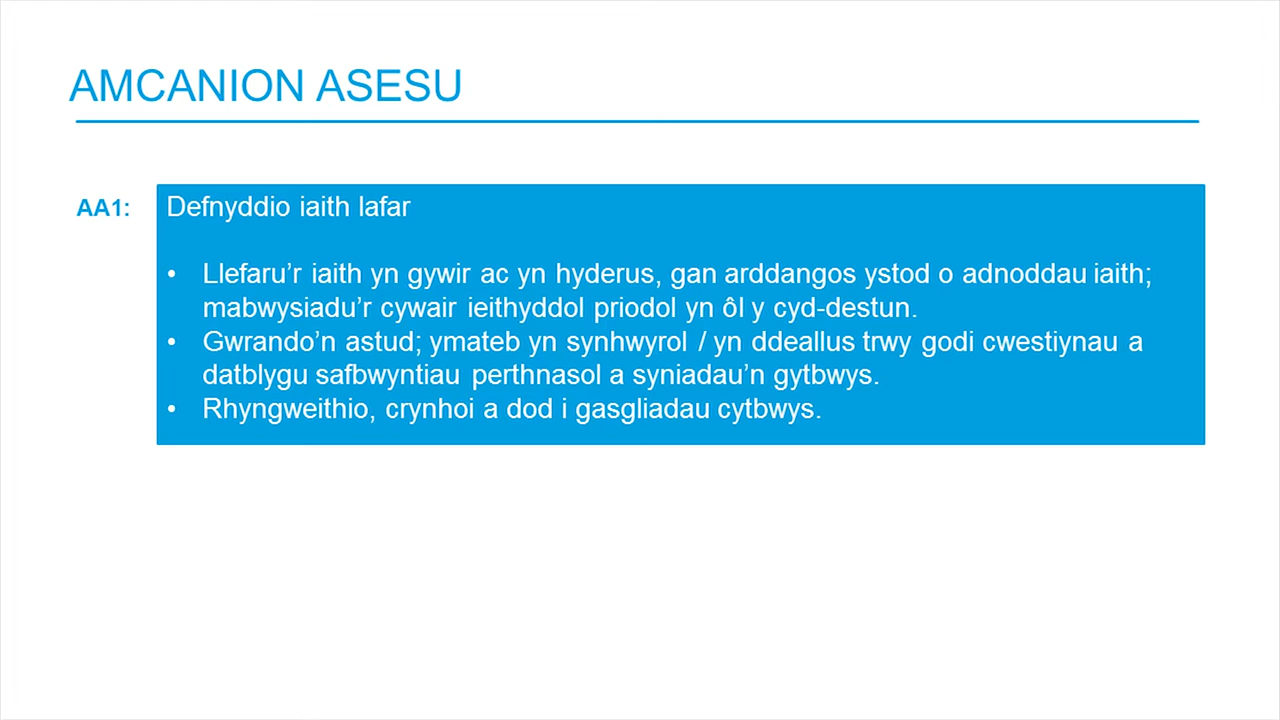 AMCANION ASESU
AA1:
Defnyddio iaith lafar
• Llefaru’r iaith yn gywir ac yn hyderus, gan arddangos ystod o adnoddau iaith;
mabwysiadu’r cywair ieithyddol priodol yn ôl y cyd-destun.
• Gwrando’n astud; ymateb yn synhwyrol / yn ddeallus trwy godi cwestiynau a
datblygu safbwyntiau perthnasol a syniadau’n gytbwys.
• Rhyngweithio, crynhoi a dod i gasgliadau cytbwys.